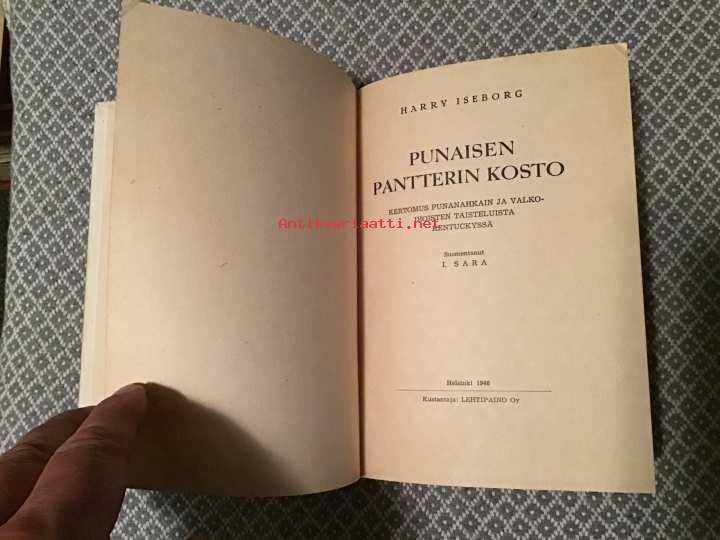 HARRY ISEBORG
PUNAISEN
PANTTERIN KOSTO
KERTOMUS PUNANAHKAIN JA VALKO-
IHOISTEN TAISTELUISTA
KENTUCKYSSÄ
Antikvariaatti.net
Suomentanut
I. SARA
Helsinki 1946
Kustantaja: LEHTIPAINO Oy